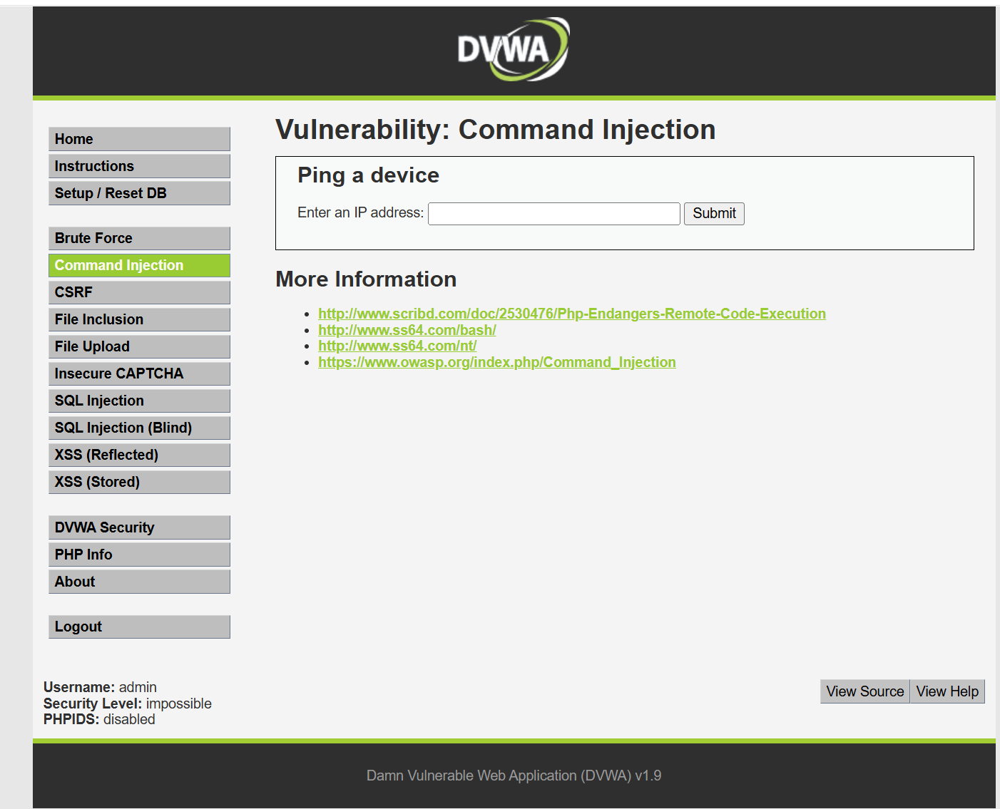 DVWA
Home
Instructions
Setup / Reset DB
Brute Force
Command Injection
CSRF
File Inclusion
File Upload
Insecure CAPTCHA
SQL Injection
SQL Injection (Blind)
XSS (Reflected)
XSS (Stored)
DVWA Security
PHP Info
About
Logout
Vulnerability: Command Injection
Ping a device
Enter an IP address: Submit
More Information
http://www.scribd.com/doc/2530476/Php-Endangers-Remote-Code-Execution
http://www.ss64.com/bash/
http://www.ss64.com/nt/
https://www.owasp.org/index.php/Command_Injection
Username: admin
Security Level: impossible
PHPIDS: disabled
View Source View Help
Damn Vulnerable Web Application (DVWA) v1.9